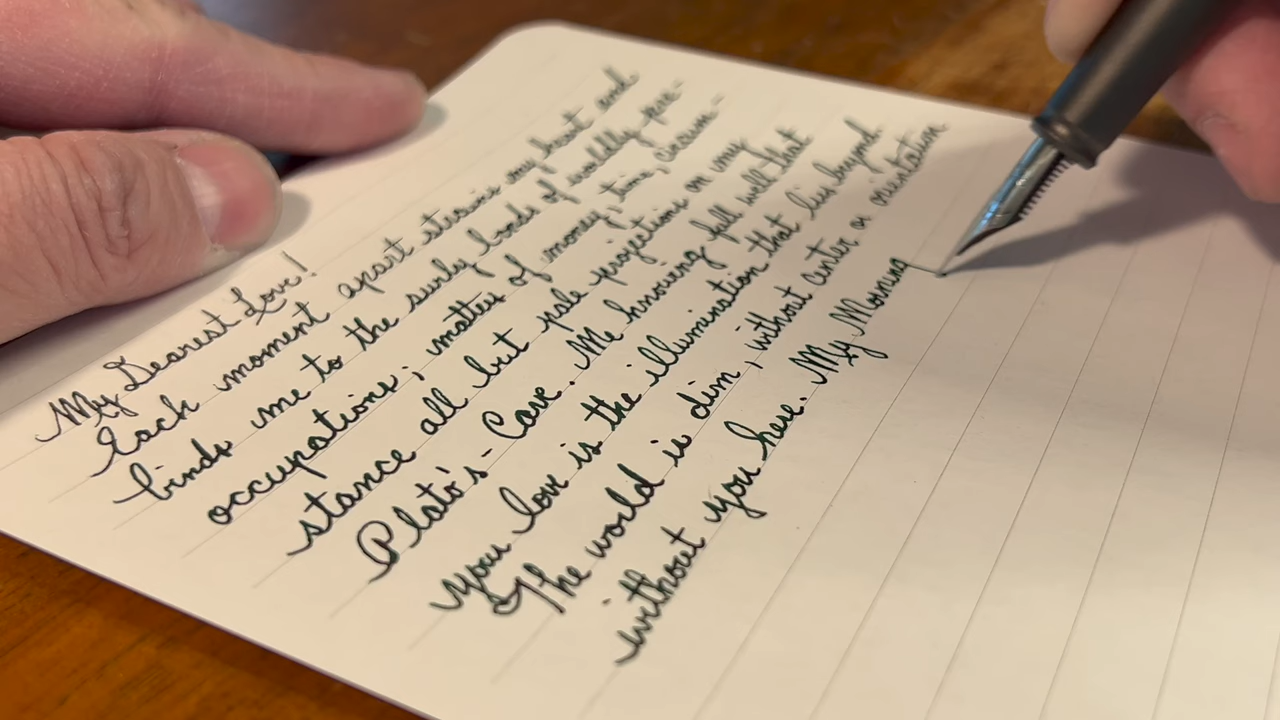 My Dearest Love!
Each moment apart stains my heart and
binds me to the surly bonds of worldly pre-
occupations; matters of money, time, circum-
stance all but pale projections on my
Plato's-Cave. Me knowing full well that
you love is the illumination that lies beyond.
The world is dim, without center or orientation
without you here. My Morning